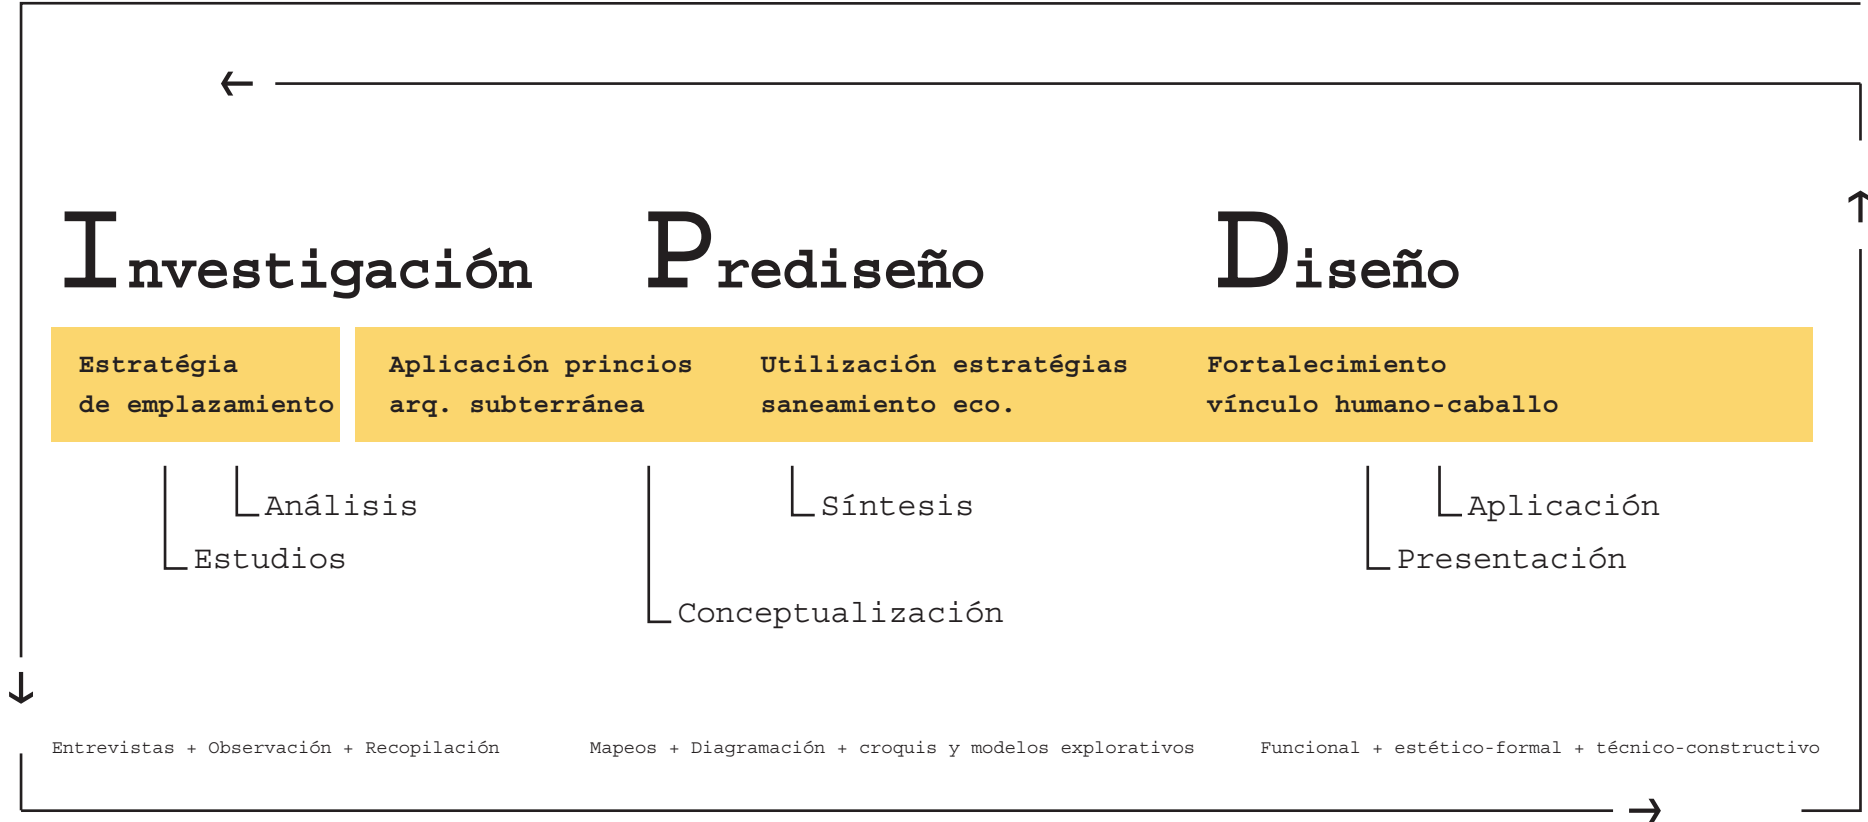 Investigación
Prediseño
Diseño
Estratégia
de emplazamiento
Aplicación princios
arq. subterránea
Utilización estratégias
saneamiento eco.
Fortalecimiento
vínculo humano-caballo
Análisis
Estudios
Síntesis
Conceptualización
Aplicación
Presentación
Entrevistas + Observación + Recopilación
Mapeos + Diagramación + croquis y modelos explorativos
Funcional + estético-formal + técnico-constructivo